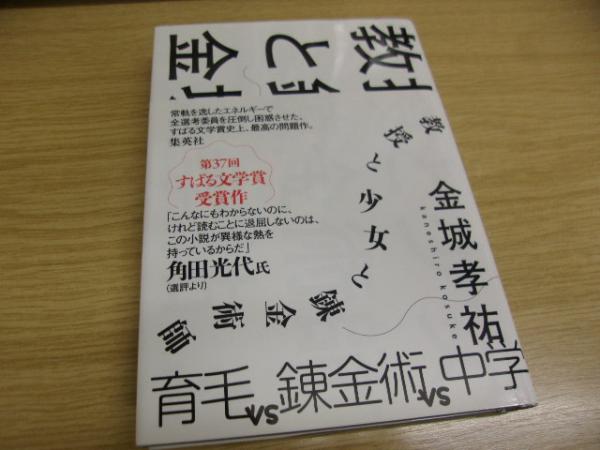 教
と
金
常軌を逸したエネルギーで
全選考委員を圧倒し困惑させた、
すばる文学賞史上、最高の問題作。
集英社
第37回
すばる文学賞
受賞作
「こんなにもわからないのに、
けれど読むことに退屈しないのは、
この小説が異様な熱を
持っているからだ」
角田光代氏
(選評より)
教授と少女と錬金術師
金城孝祐
kaneshiro kosuke
育毛VS錬金術VS中学